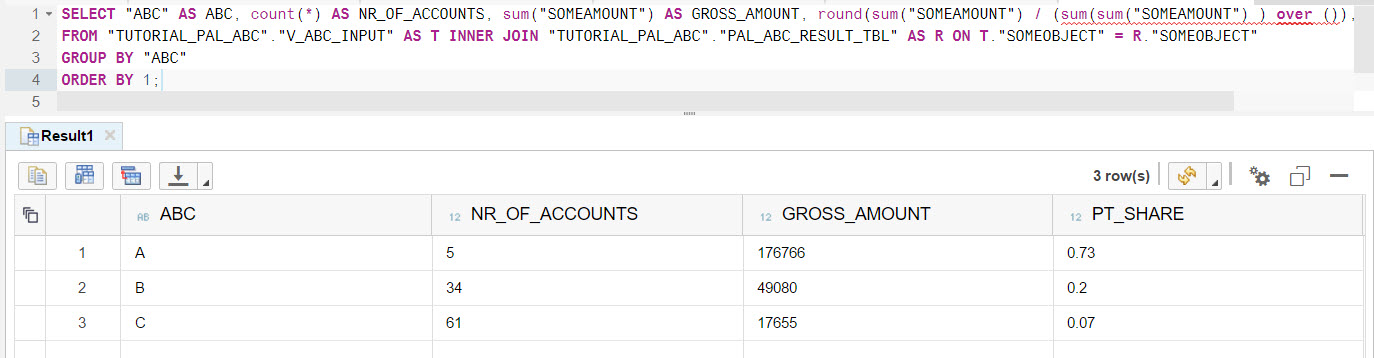 1 SELECT "ABC" AS ABC, count(*) AS NR_OF_ACCOUNTS, sum("SOMEAMOUNT") AS GROSS_AMOUNT, round(sum("SOMEAMOUNT") / (sum(sum("SOMEAMOUNT") ) over ()),
2 FROM "TUTORIAL_PAL_ABC"."V_ABC_INPUT" AS T INNER JOIN "TUTORIAL_PAL_ABC"."PAL_ABC_RESULT_TBL" AS R ON T."SOMEOBJECT" = R."SOMEOBJECT"
3 GROUP BY "ABC"
4 ORDER BY 1;
5
Result1
3 row(s)
AB ABC 12 NR_OF_ACCOUNTS 12 GROSS_AMOUNT 12 PT_SHARE
1 A 5 176766 0.73
2 B 34 49080 0.2
3 C 61 17655 0.07